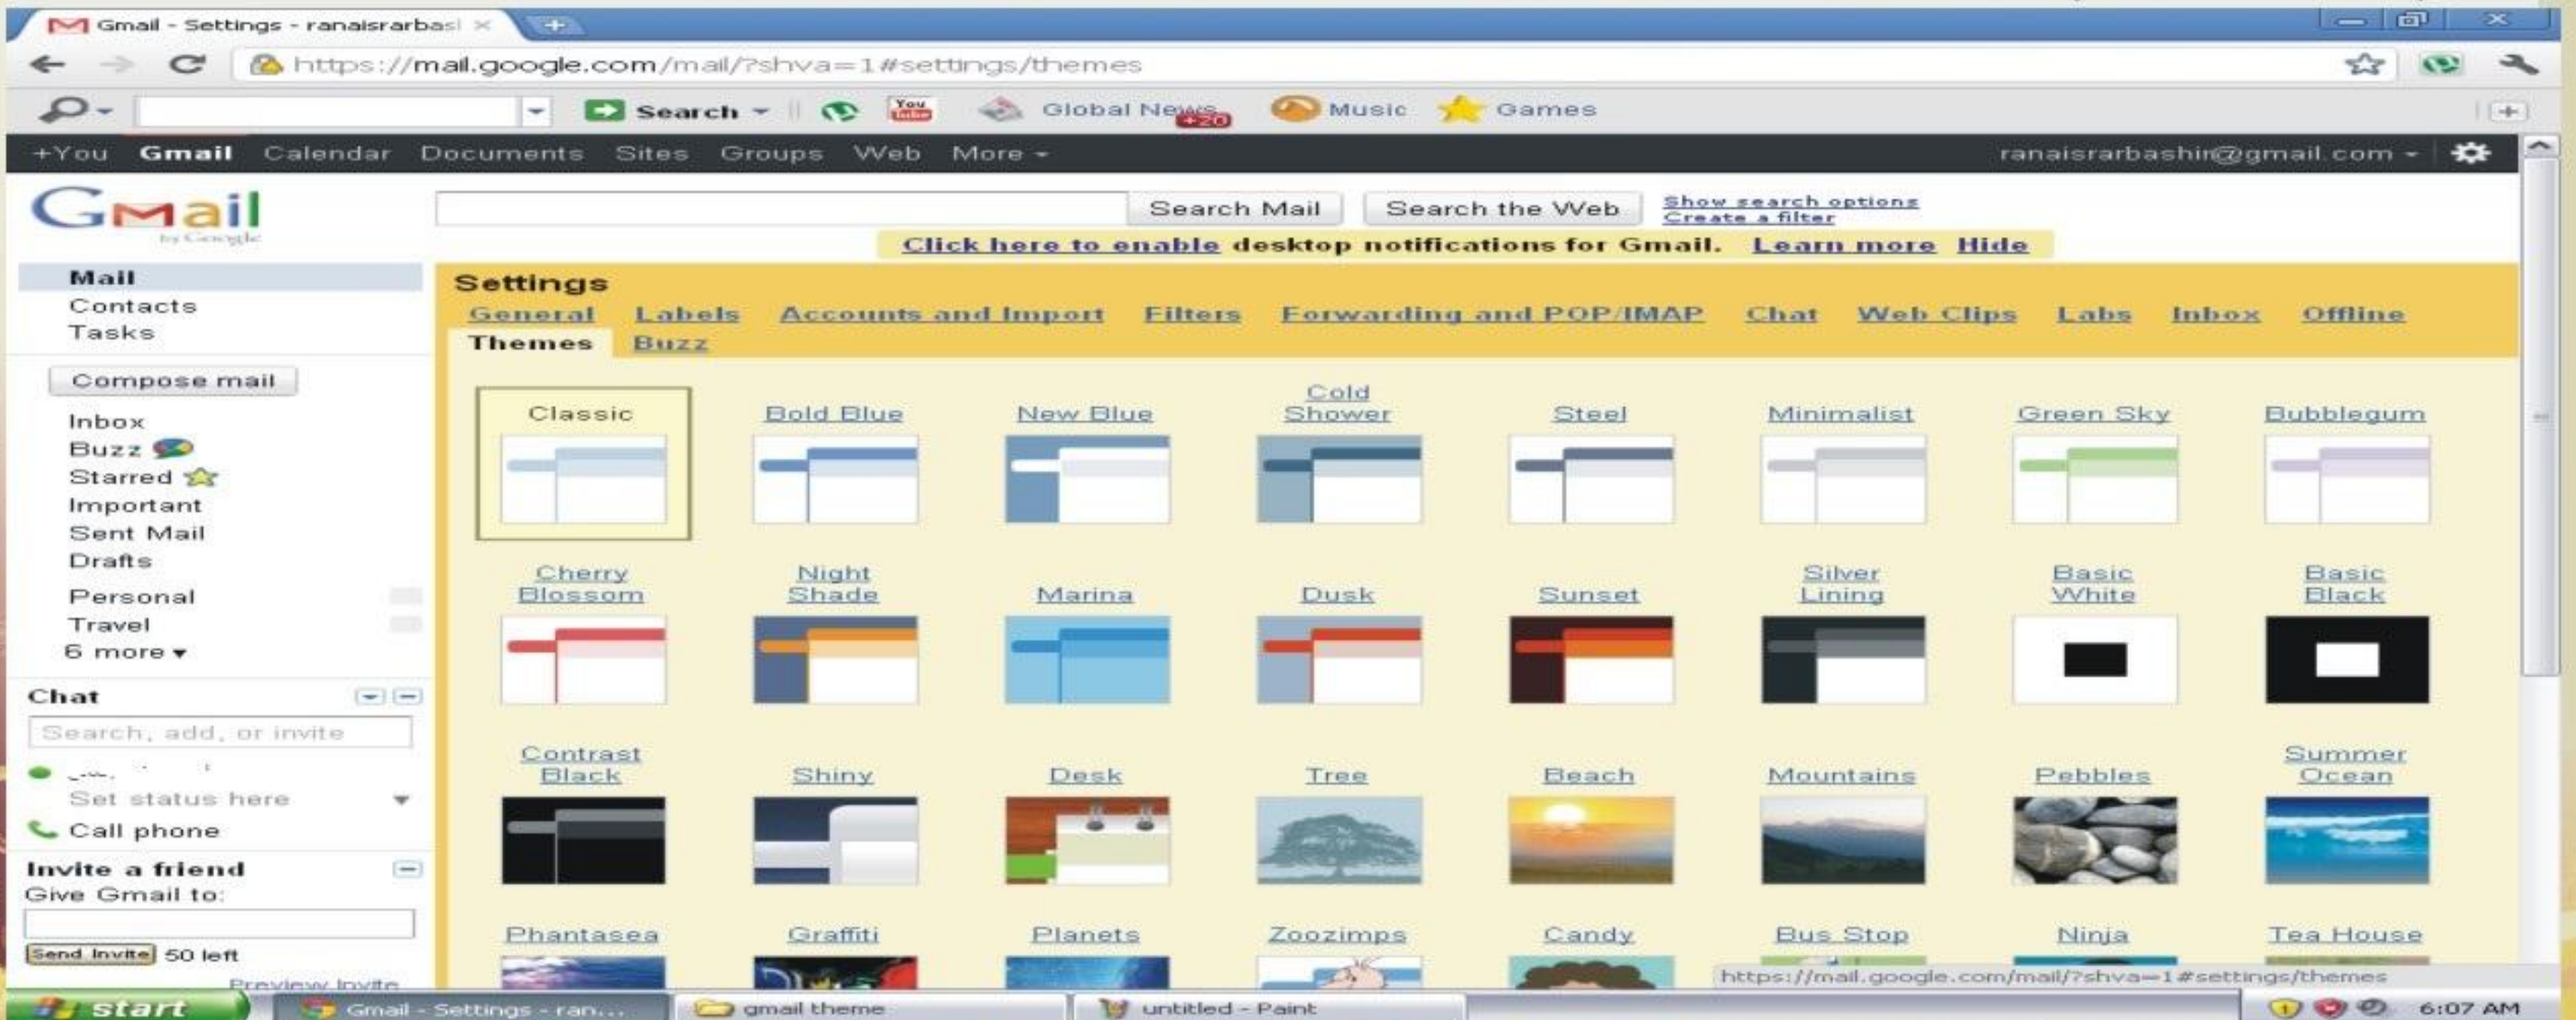 Gmail - Settings - ranaisrarbasl
https://mail.google.com/mail/?shva=1#settings/themes
Search You Tube Global News +20 Music Games
+You Gmail Calendar Documents Sites Groups Web More ranaisrarbashir@gmail.com
Gmail by Google
Search Mail Search the Web Show search options
Create a filter
Click here to enable desktop notifications for Gmail. Learn more Hide
Mail
Contacts
Tasks
Compose mail
Inbox
Buzz
Starred
Important
Sent Mail
Drafts
Personal
Travel
6 more
Chat
Search, add, or invite
Set status here
Call phone
Invite a friend
Give Gmail to:
Send Invite 50 left
Preview Invite
Settings
General Labels Accounts and Import Filters Forwarding and POP/IMAP Chat Web Clips Labs Inbox Offline
Themes Buzz
Classic Bold Blue New Blue Cold Shower Steel Minimalist Green Sky Bubblegum
Cherry Blossom Night Shade Marina Dusk Sunset Silver Lining Basic White Basic Black
Contrast Black Shiny Desk Tree Beach Mountains Pebbles Summer Ocean
Phantasea Graffiti Planets Zoozimps Candy Bus Stop Ninja Tea House
https://mail.google.com/mail/?shva=1#settings/themes
start Gmail - Settings - ran... gmail theme untitled - Paint 6:07 AM